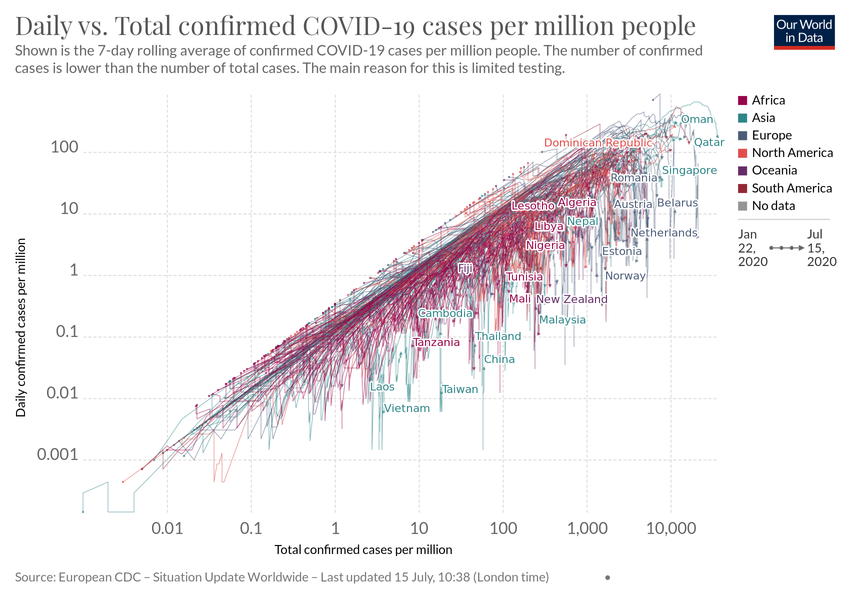 Daily vs. Total confirmed COVID-19 cases per million people
Shown is the 7-day rolling average of confirmed COVID-19 cases per million people. The number of confirmed
cases is lower than the number of total cases. The main reason for this is limited testing.
Our World
in Data
Africa
Asia
Europe
North America
Oceania
South America
No data
Jan
22,
2020
Jul
15,
2020
Daily confirmed cases per million
100
10
1
0.1
0.01
0.001
Oman
Dominican Republic
Qatar
Singapore
Romania
Lesotho
Algeria
Austria
Belarus
Libya
Nepal
Netherlands
Nigeria
Estonia
Fiji
Tunisia
Norway
Mali
New Zealand
Cambodia
Malaysia
Tanzania
Thailand
China
Laos
Taiwan
Vietnam
0.01
0.1
1
10
100
1,000
10,000
Total confirmed cases per million
Source: European CDC – Situation Update Worldwide – Last updated 15 July, 10:38 (London time)